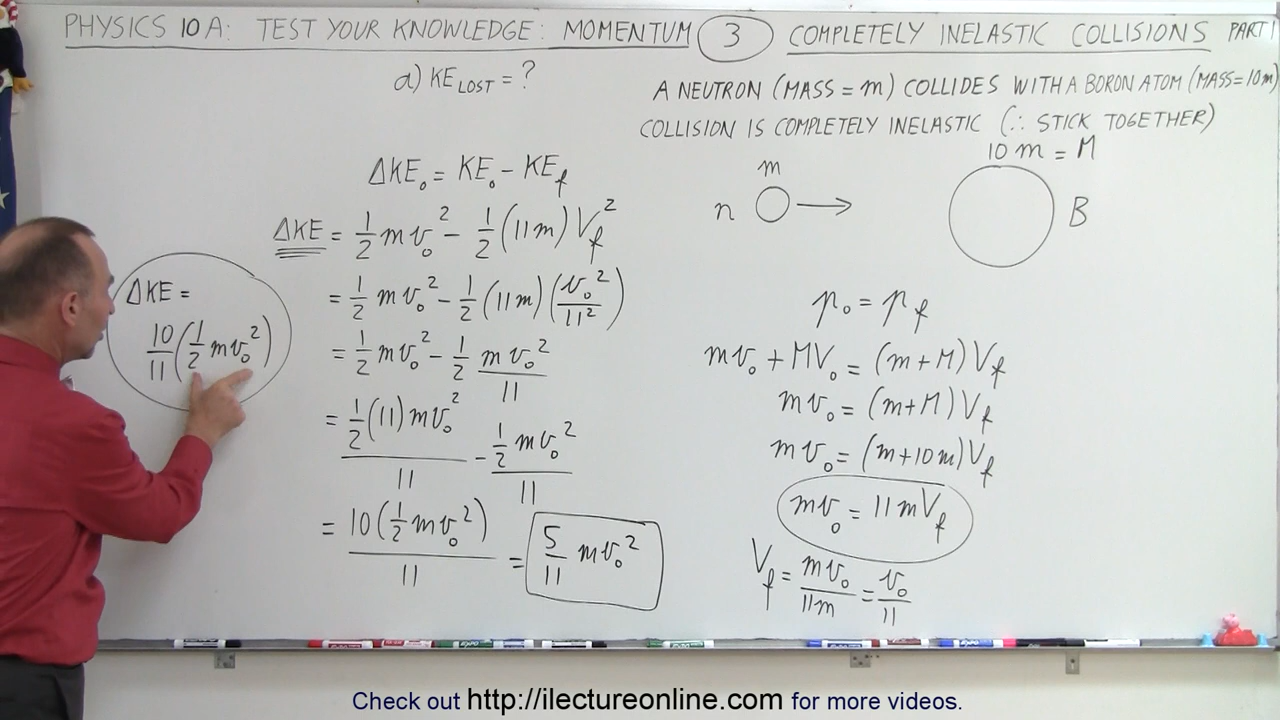 PHYSICS 10A: TEST YOUR KNOWLEDGE: MOMENTUM 3 COMPLETELY INELASTIC COLLISIONS PART 1
a) KE_LOST = ?
A NEUTRON (MASS = m) COLLIDES WITH A BORON ATOM (MASS=10m)
COLLISION IS COMPLETELY INELASTIC (∴ STICK TOGETHER)
ΔKE₀ = KE₀ - KE_f
ΔKE = 1/2 m v₀² - 1/2 (11m) V_f²
= 1/2 m v₀² - 1/2 (11m) (v₀²/11²)
= 1/2 m v₀² - 1/2 m v₀²/11
= 1/2 (11) m v₀²/11 - 1/2 m v₀²/11
= 10 (1/2 m v₀²)/11 = 5/11 m v₀²
ΔKE =
10/11 (1/2 m v₀²)
m
10 m = M
n
B
p₀ = p_f
m v₀ + M V₀ = (m + M) V_f
m v₀ = (m+M) V_f
m v₀ = (m+10m) V_f
m v₀ = 11 m V_f
V_f = m v₀/11m = v₀/11
Check out http://ilectureonline.com for more videos.